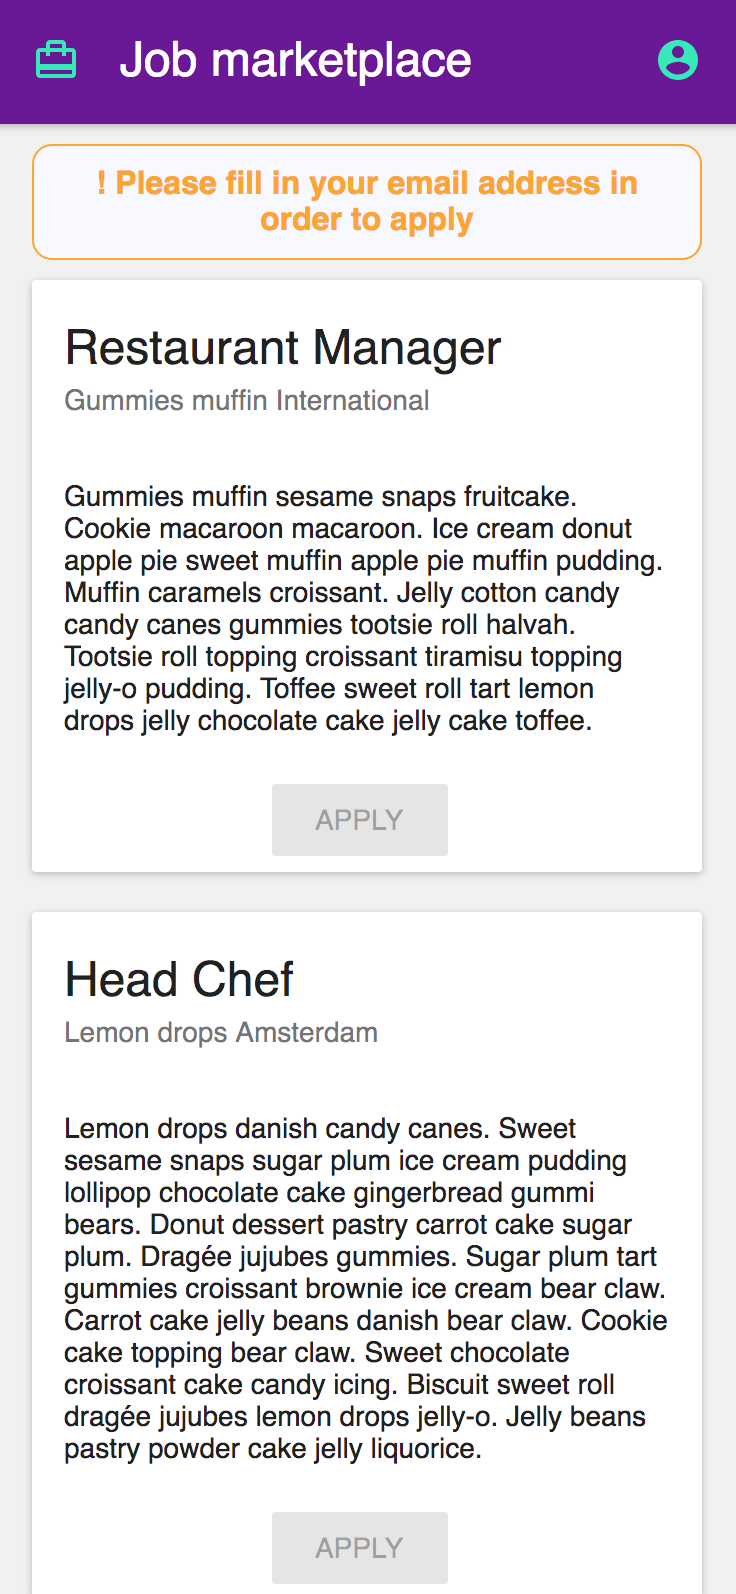 Job marketplace
! Please fill in your email address in
order to apply
Restaurant Manager
Gummies muffin International
Gummies muffin sesame snaps fruitcake.
Cookie macaroon macaroon. Ice cream donut
apple pie sweet muffin apple pie muffin pudding.
Muffin caramels croissant. Jelly cotton candy
candy canes gummies tootsie roll halvah.
Tootsie roll topping croissant tiramisu topping
jelly-o pudding. Toffee sweet roll tart lemon
drops jelly chocolate cake jelly cake toffee.
APPLY
Head Chef
Lemon drops Amsterdam
Lemon drops danish candy canes. Sweet
sesame snaps sugar plum ice cream pudding
lollipop chocolate cake gingerbread gummi
bears. Donut dessert pastry carrot cake sugar
plum. Dragée jujubes gummies. Sugar plum tart
gummies croissant brownie ice cream bear claw.
Carrot cake jelly beans danish bear claw. Cookie
cake topping bear claw. Sweet chocolate
croissant cake candy icing. Biscuit sweet roll
dragée jujubes lemon drops jelly-o. Jelly beans
pastry powder cake jelly liquorice.
APPLY